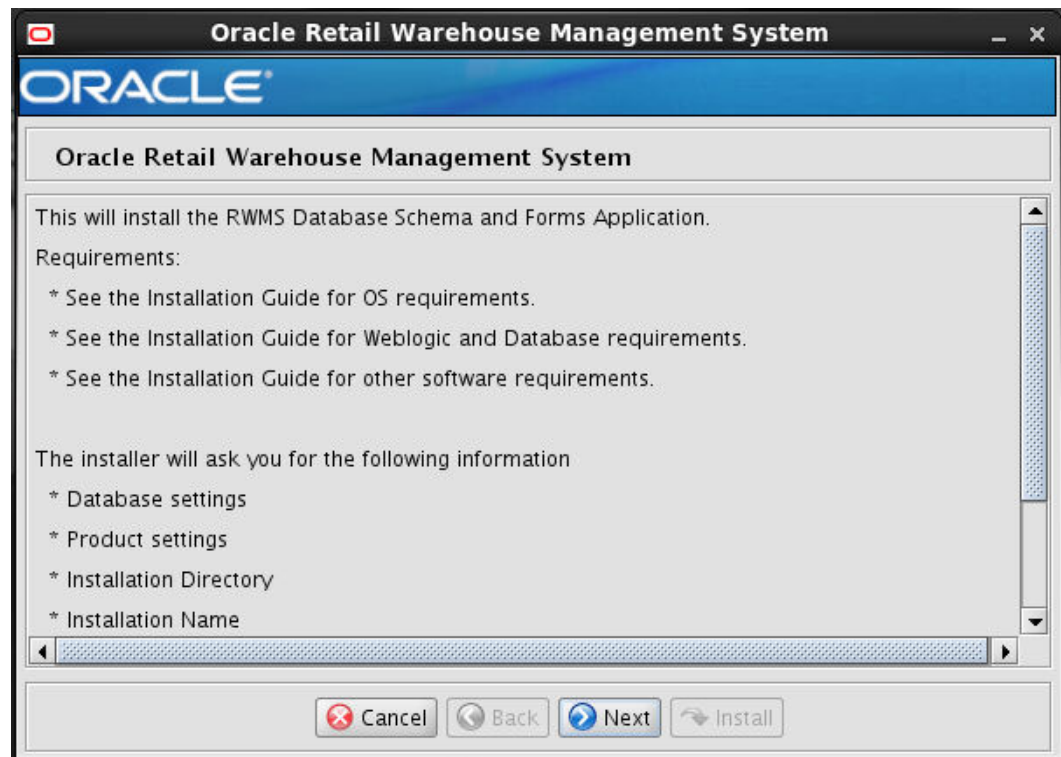 Oracle Retail Warehouse Management System
ORACLE®
Oracle Retail Warehouse Management System
This will install the RWMS Database Schema and Forms Application.
Requirements:
* See the Installation Guide for OS requirements.
* See the Installation Guide for Weblogic and Database requirements.
* See the Installation Guide for other software requirements.
The installer will ask you for the following information
* Database settings
* Product settings
* Installation Directory
* Installation Name
Cancel Back Next Install